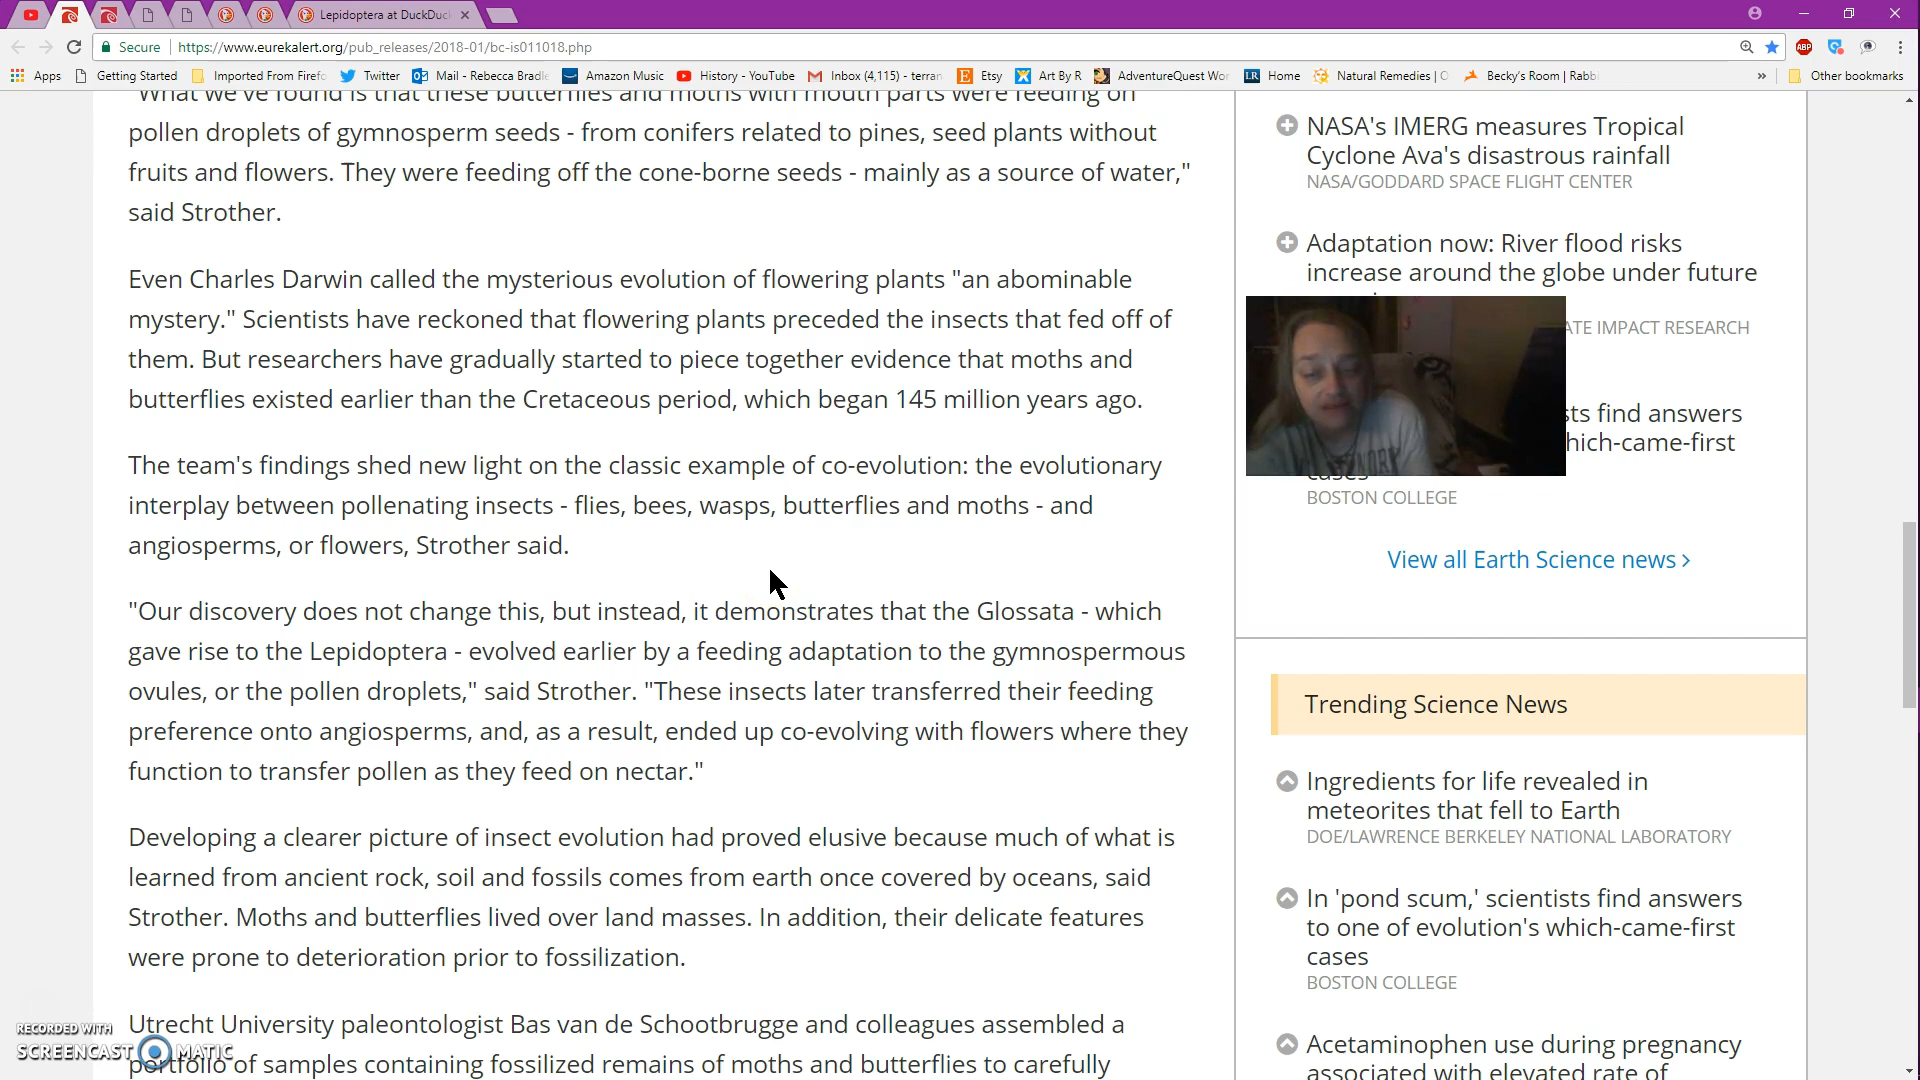 Lepidoptera at DuckDuc
Secure
https://www.eurekalert.org/pub_releases/2018-01/bc-is011018.php
ABP
Apps
Getting Started
Imported From Firefo
Twitter
Mail - Rebecca Bradle
Amazon Music
History - YouTube
Inbox (4,115) - terran
Etsy
Art By R
AdventureQuest Wor
LR Home
Natural Remedies | O
Becky's Room | Rabbi
»
Other bookmarks
"What we've found is that these butterflies and moths with mouth parts were feeding on
pollen droplets of gymnosperm seeds - from conifers related to pines, seed plants without
fruits and flowers. They were feeding off the cone-borne seeds - mainly as a source of water,"
said Strother.
Even Charles Darwin called the mysterious evolution of flowering plants "an abominable
mystery." Scientists have reckoned that flowering plants preceded the insects that fed off of
them. But researchers have gradually started to piece together evidence that moths and
butterflies existed earlier than the Cretaceous period, which began 145 million years ago.
The team's findings shed new light on the classic example of co-evolution: the evolutionary
interplay between pollenating insects - flies, bees, wasps, butterflies and moths - and
angiosperms, or flowers, Strother said.
"Our discovery does not change this, but instead, it demonstrates that the Glossata - which
gave rise to the Lepidoptera - evolved earlier by a feeding adaptation to the gymnospermous
ovules, or the pollen droplets," said Strother. "These insects later transferred their feeding
preference onto angiosperms, and, as a result, ended up co-evolving with flowers where they
function to transfer pollen as they feed on nectar."
Developing a clearer picture of insect evolution had proved elusive because much of what is
learned from ancient rock, soil and fossils comes from earth once covered by oceans, said
Strother. Moths and butterflies lived over land masses. In addition, their delicate features
were prone to deterioration prior to fossilization.
Utrecht University paleontologist Bas van de Schootbrugge and colleagues assembled a
portfolio of samples containing fossilized remains of moths and butterflies to carefully
NASA's IMERG measures Tropical
Cyclone Ava's disastrous rainfall
NASA/GODDARD SPACE FLIGHT CENTER
Adaptation now: River flood risks
increase around the globe under future
ATE IMPACT RESEARCH
sts find answers
hich-came-first
cases
BOSTON COLLEGE
View all Earth Science news ›
Trending Science News
Ingredients for life revealed in
meteorites that fell to Earth
DOE/LAWRENCE BERKELEY NATIONAL LABORATORY
In 'pond scum,' scientists find answers
to one of evolution's which-came-first
cases
BOSTON COLLEGE
Acetaminophen use during pregnancy
associated with elevated rate of
RECORDED WITH
SCREENCAST MATIC